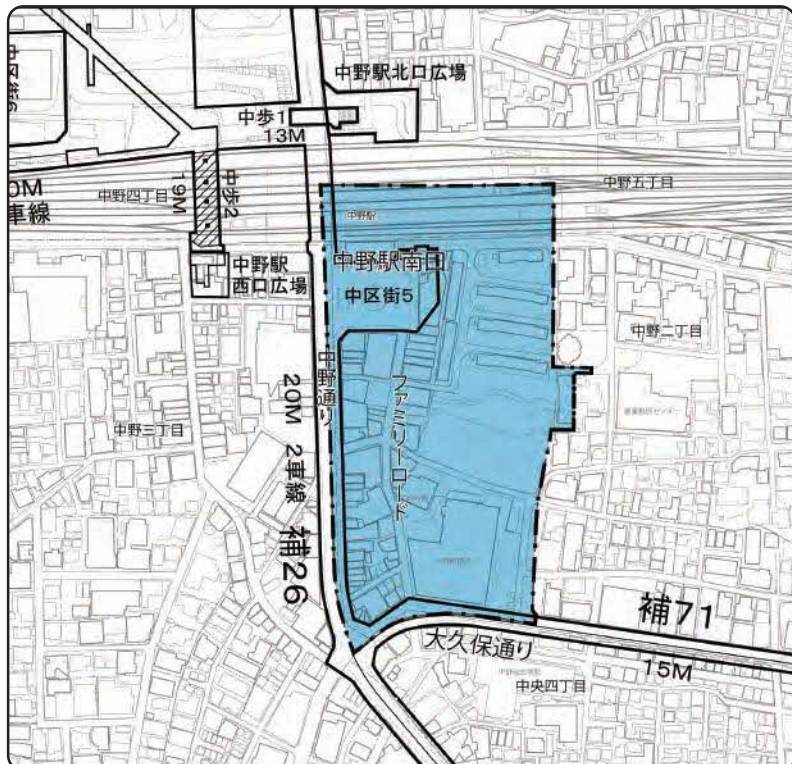 中区街6
中野駅北口広場
中歩1
13M
0M
車線
中野四丁目
19M
中歩2
中野五丁目
中野駅
中野駅南口
中野駅
西口広場
中区街5
中野二丁目
中野通り
ファミリーロード
中野三丁目
20M 2車線 補26
補71
大久保通り
15M
中央四丁目